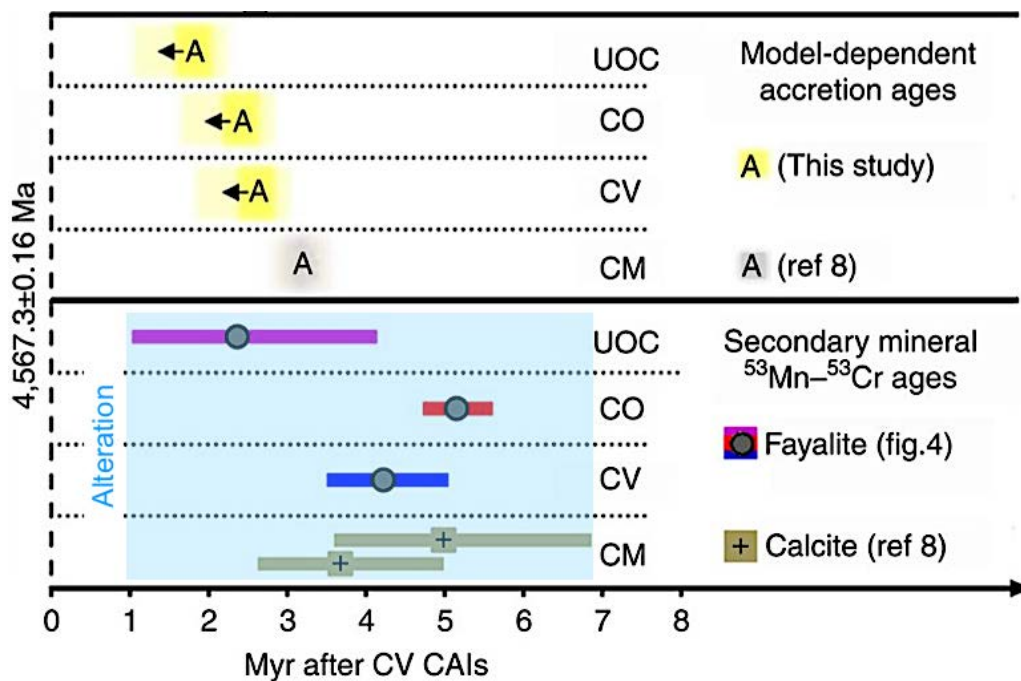 4,567.3±0.16 Ma
A
UOC
A
CO
A
CV
A
CM
Model-dependent
accretion ages
A (This study)
A (ref 8)
Alteration
UOC
CO
CV
CM
Secondary mineral
⁵³Mn–⁵³Cr ages
Fayalite (fig.4)
+ Calcite (ref 8)
0 1 2 3 4 5 6 7 8
Myr after CV CAIs